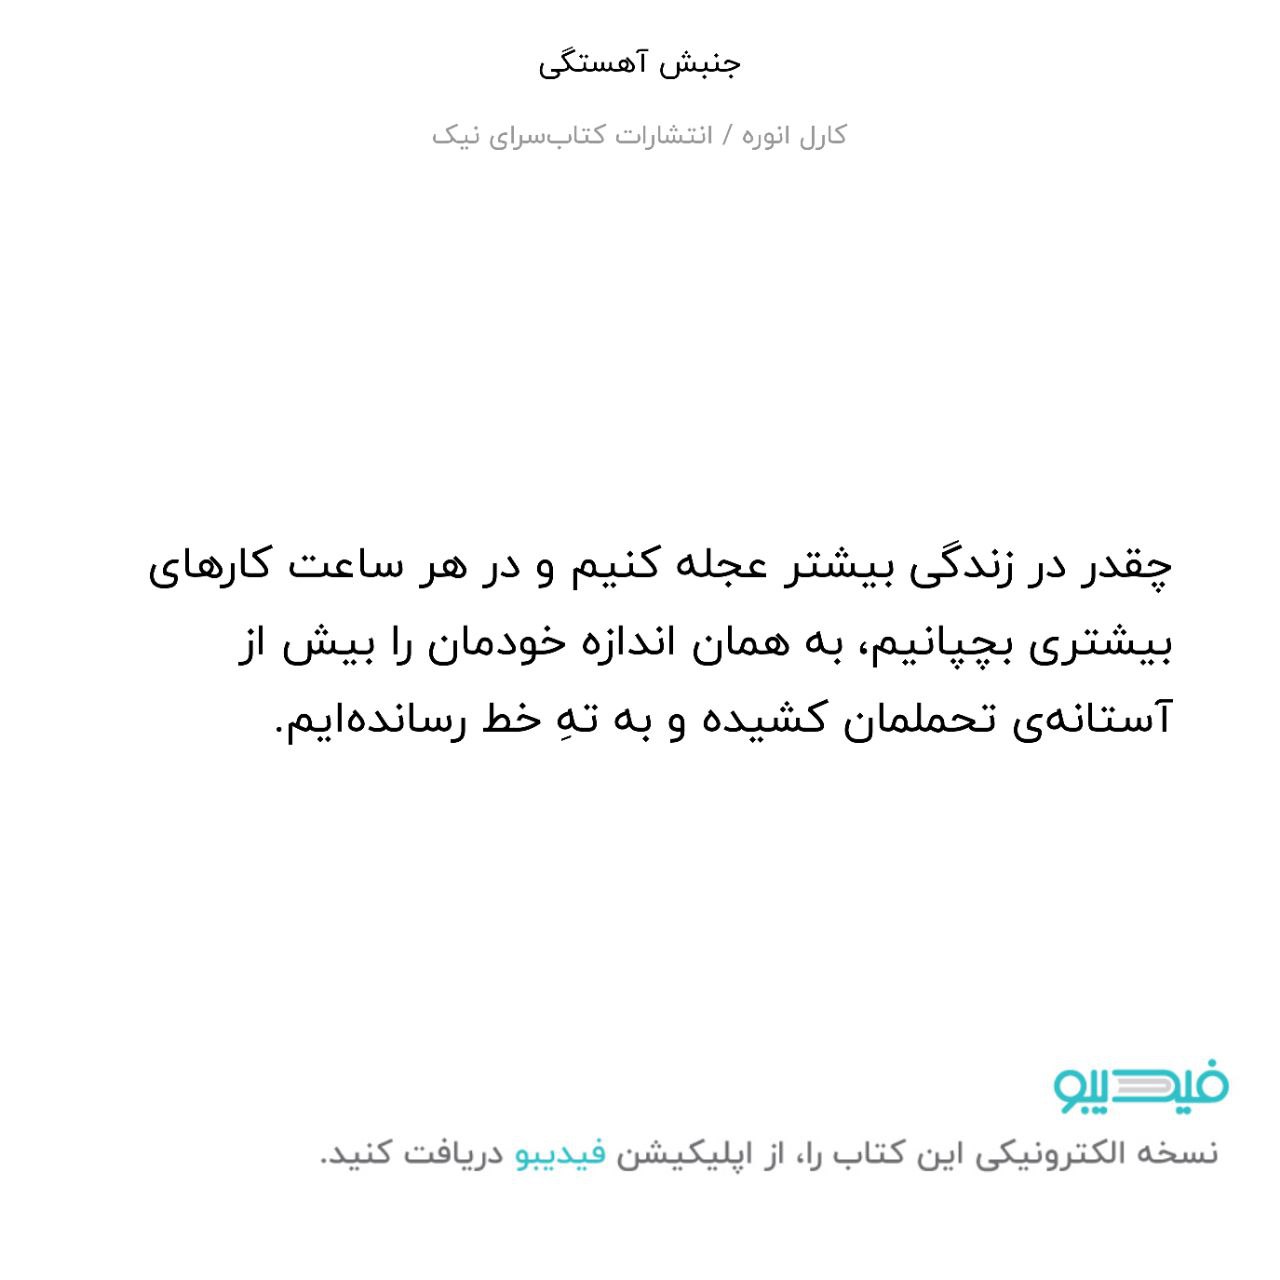 جنبش آهستگی
کارل انوره / انتشارات کتاب‌سرای نیک
چقدر در زندگی بیشتر عجله کنیم و در هر ساعت کارهای
بیشتری بچپانیم، به همان اندازه خودمان را بیش از
آستانه‌ی تحملمان کشیده و به تهِ خط رسانده‌ایم.
فیدیبو
نسخه الکترونیکی این کتاب را، از اپلیکیشن فیدیبو دریافت کنید.